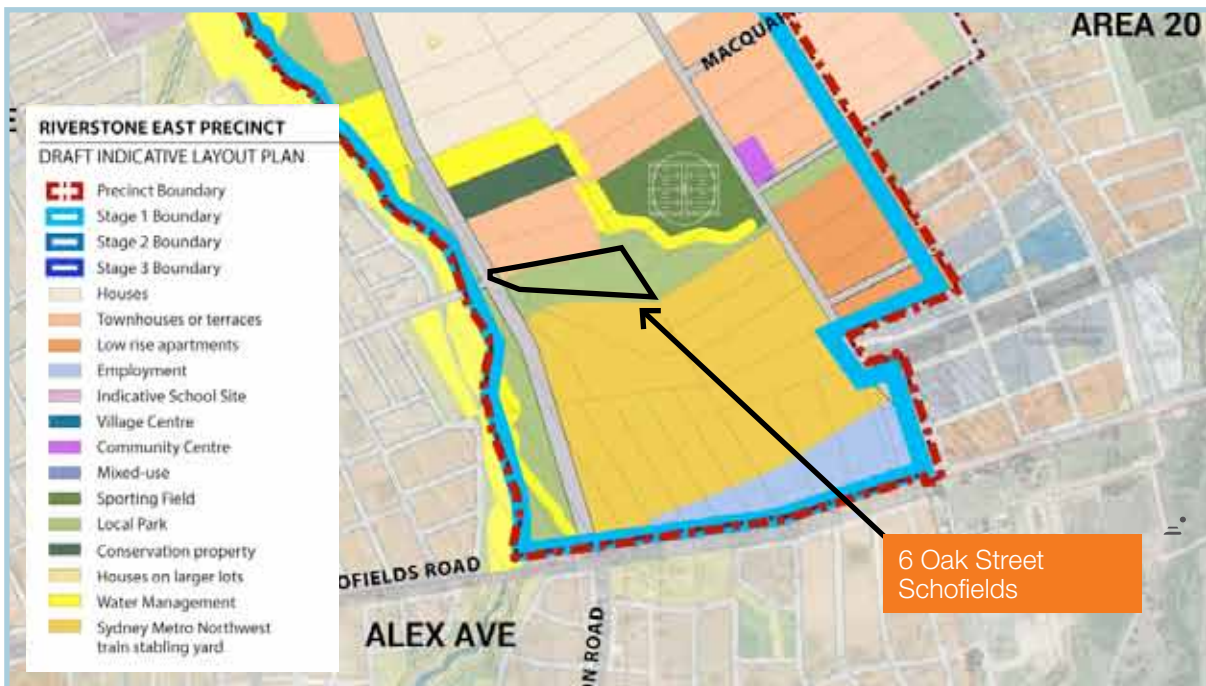 AREA 20
MACQUA
RIVERSTONE EAST PRECINCT
DRAFT INDICATIVE LAYOUT PLAN
Precinct Boundary
Stage 1 Boundary
Stage 2 Boundary
Stage 3 Boundary
Houses
Townhouses or terraces
Low rise apartments
Employment
Indicative School Site
Village Centre
Community Centre
Mixed-use
Sporting Field
Local Park
Conservation property
Houses on larger lots
Water Management
Sydney Metro Northwest
train stabling yard
OFIELDS ROAD
ALEX AVE
ON ROAD
6 Oak Street
Schofields